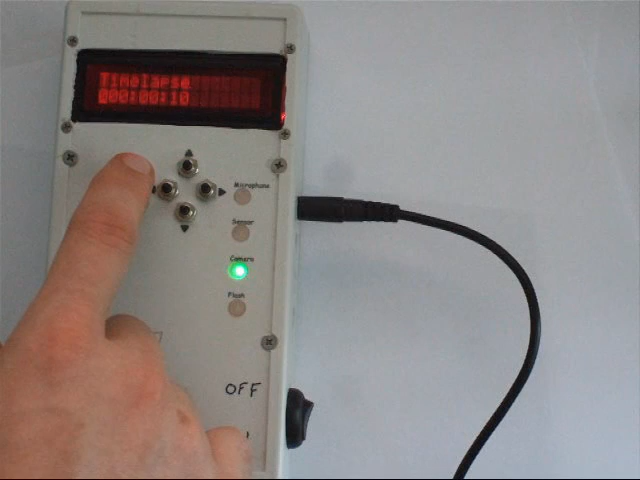 Timelapse
000:00:10
Microphone
Sensor
Camera
Flash
OFF